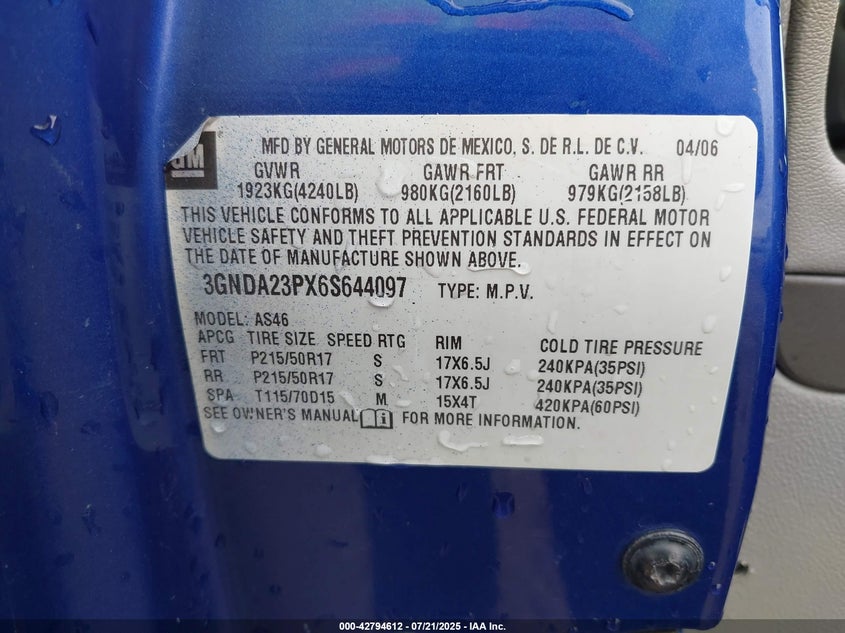 GM
MFD BY GENERAL MOTORS DE MEXICO, S. DE R.L. DE C.V. 04/06
GVWR GAWR FRT GAWR RR
1923KG(4240LB) 980KG(2160LB) 979KG(2158LB)
THIS VEHICLE CONFORMS TO ALL APPLICABLE U.S. FEDERAL MOTOR
VEHICLE SAFETY AND THEFT PREVENTION STANDARDS IN EFFECT ON
THE DATE OF MANUFACTURE SHOWN ABOVE.
3GNDA23PX6S644097 TYPE: M.P.V.
MODEL: AS46
APCG TIRE SIZE SPEED RTG RIM COLD TIRE PRESSURE
FRT P215/50R17 S 17X6.5J 240KPA(35PSI)
RR P215/50R17 S 17X6.5J 240KPA(35PSI)
SPA T115/70D15 M 15X4T 420KPA(60PSI)
SEE OWNER'S MANUAL i FOR MORE INFORMATION.
000-42794612 - 07/21/2025 - IAA Inc.